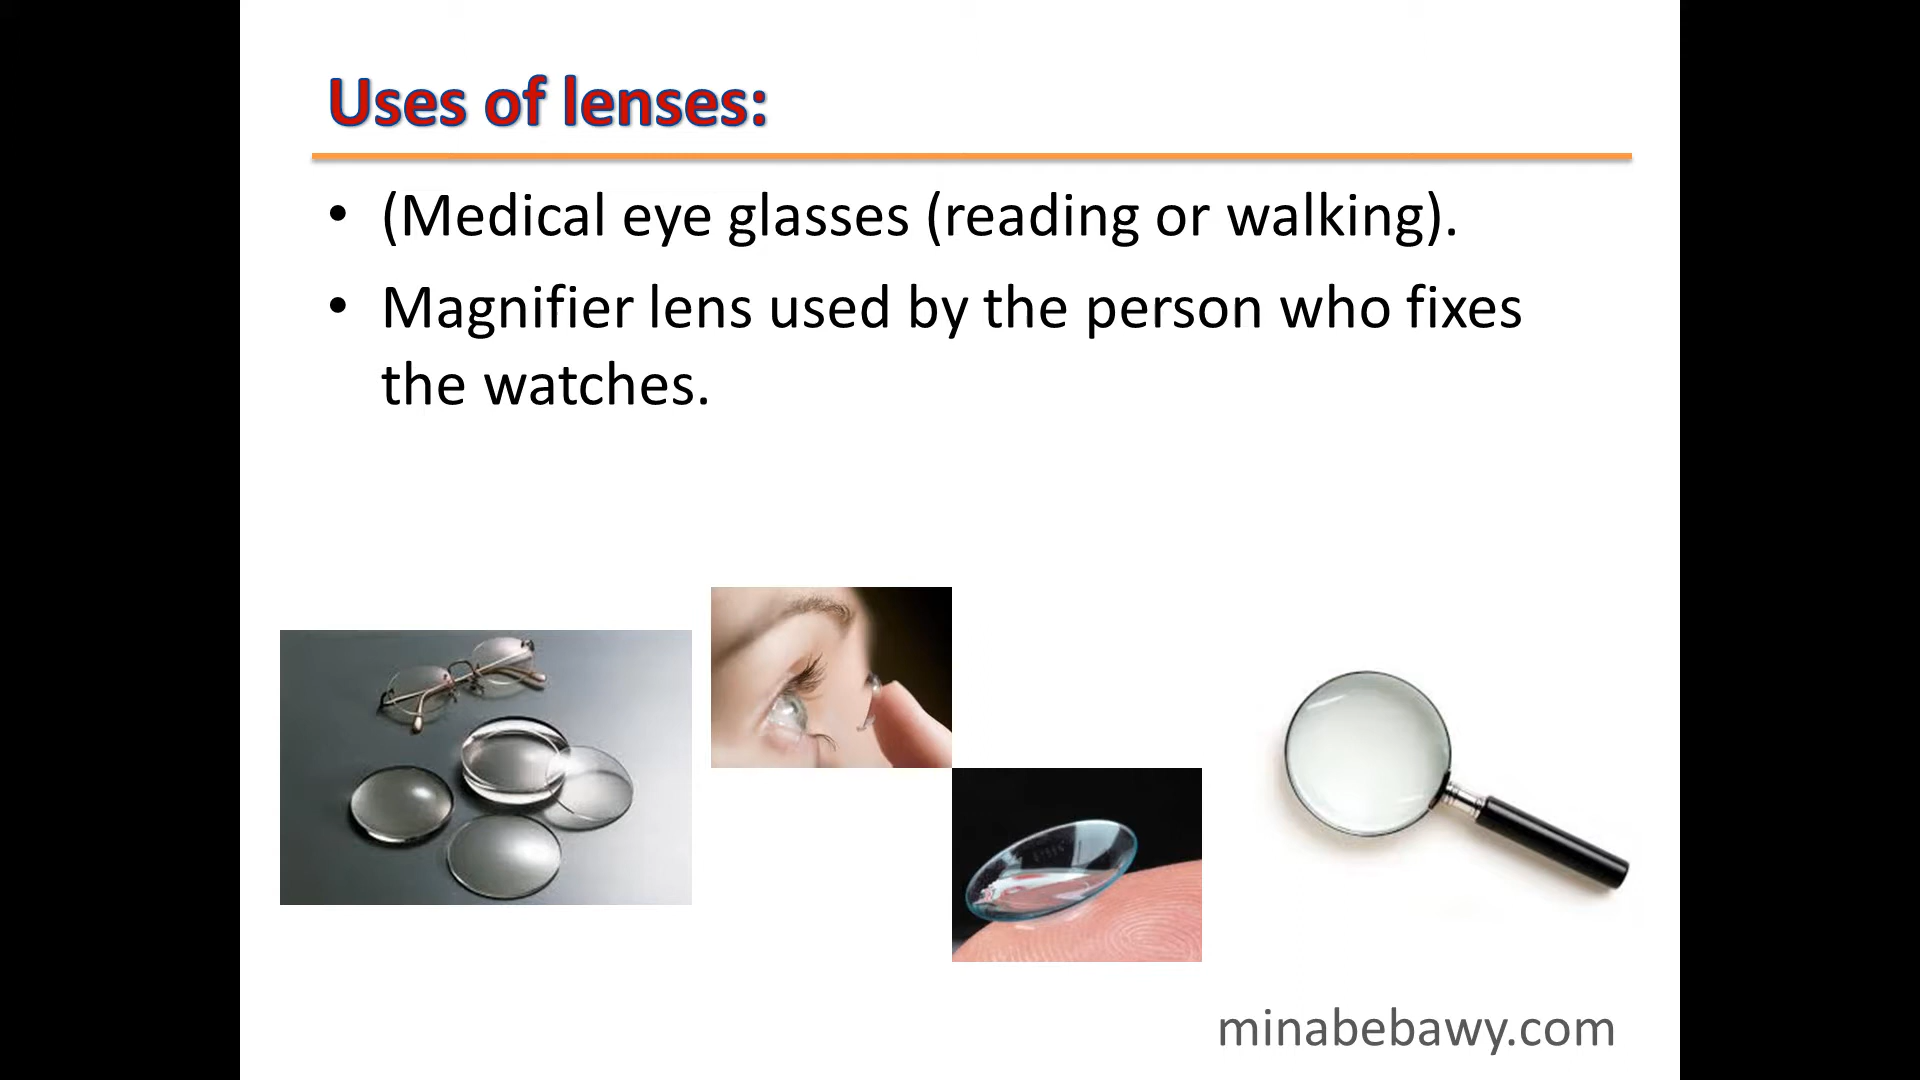 Uses of lenses:
• (Medical eye glasses (reading or walking).
• Magnifier lens used by the person who fixes
the watches.
minabebawy.com